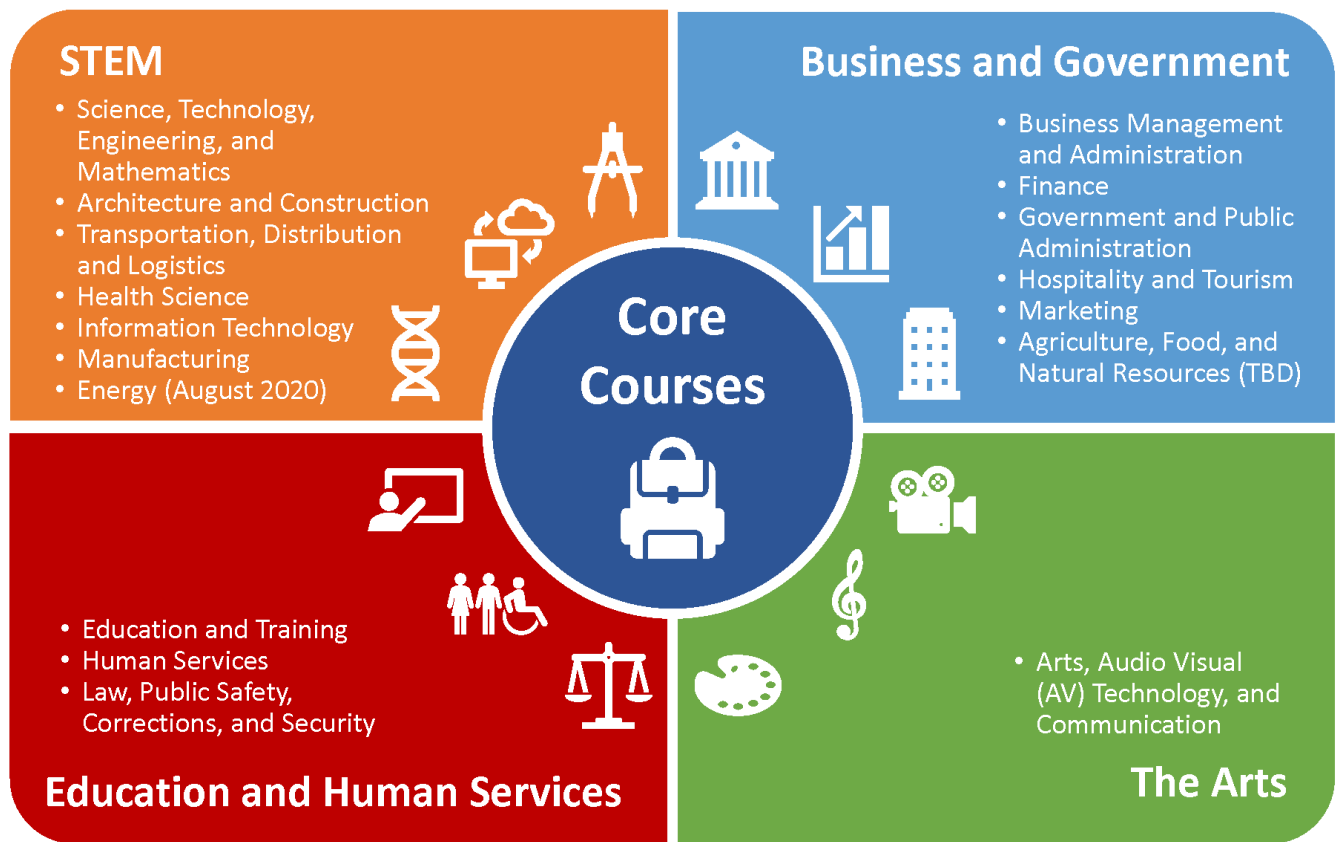 STEM
• Science, Technology,
Engineering, and
Mathematics
• Architecture and Construction
• Transportation, Distribution
and Logistics
• Health Science
• Information Technology
• Manufacturing
• Energy (August 2020)
Business and Government
• Business Management
and Administration
• Finance
• Government and Public
Administration
• Hospitality and Tourism
• Marketing
• Agriculture, Food, and
Natural Resources (TBD)
Core
Courses
• Education and Training
• Human Services
• Law, Public Safety,
Corrections, and Security
Education and Human Services
• Arts, Audio Visual
(AV) Technology, and
Communication
The Arts